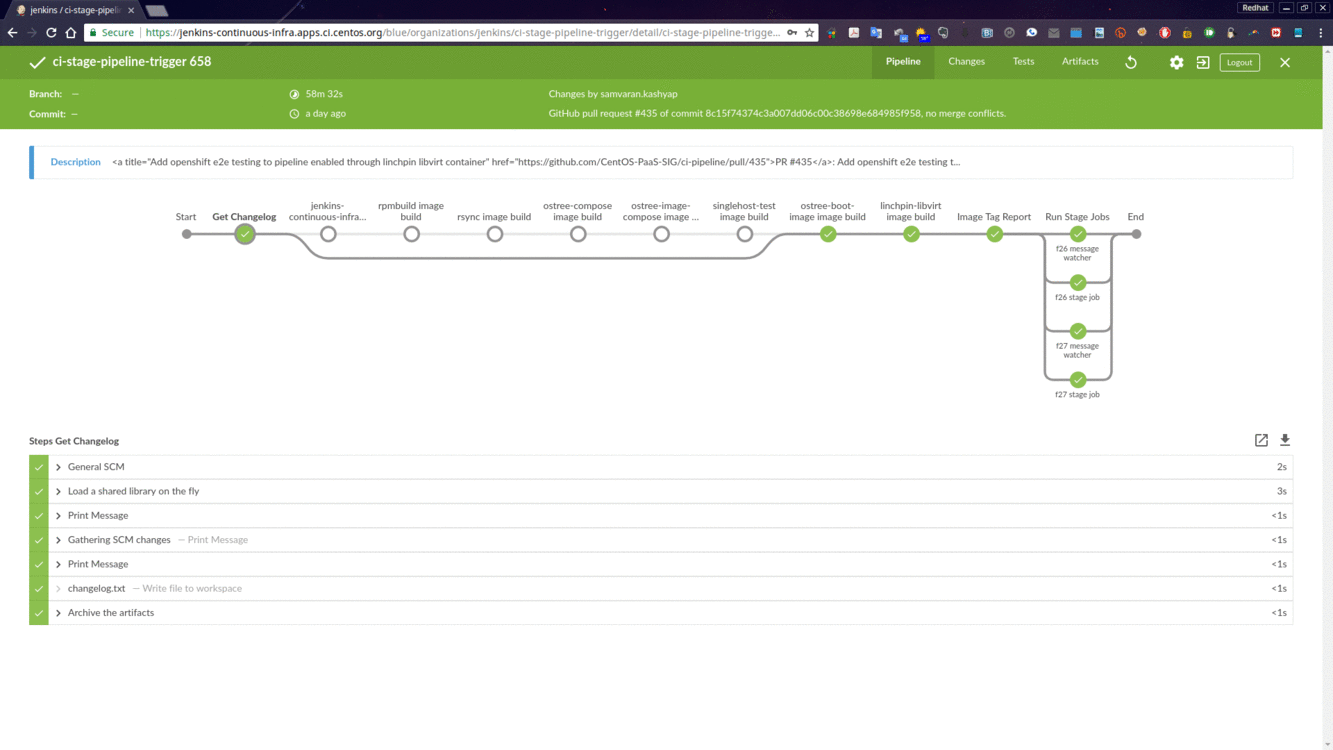 jenkins / ci-stage-pipeli
Redhat
Secure https://jenkins-continuous-infra.apps.ci.centos.org/blue/organizations/jenkins/ci-stage-pipeline-trigger/detail/ci-stage-pipeline-trigge...
ci-stage-pipeline-trigger 658
Pipeline Changes Tests Artifacts Logout
Branch: — 58m 32s Changes by samvaran.kashyap
Commit: — a day ago GitHub pull request #435 of commit 8c15f74374c3a007dd06c00c38698e684985f958, no merge conflicts.
Description <a title="Add openshift e2e testing to pipeline enabled through linchpin libvirt container" href="https://github.com/CentOS-PaaS-SIG/ci-pipeline/pull/435">PR #435</a>: Add openshift e2e testing t...
Start
Get Changelog
jenkins-
continuous-infra...
rpmbuild image
build
rsync image build
ostree-compose
image build
ostree-image-
compose image ...
singlehost-test
image build
ostree-boot-
image image build
linchpin-libvirt
image build
Image Tag Report
Run Stage Jobs
End
f26 message
watcher
f26 stage job
f27 message
watcher
f27 stage job
Steps Get Changelog
General SCM 2s
Load a shared library on the fly 3s
Print Message <1s
Gathering SCM changes — Print Message <1s
Print Message <1s
changelog.txt — Write file to workspace <1s
Archive the artifacts <1s